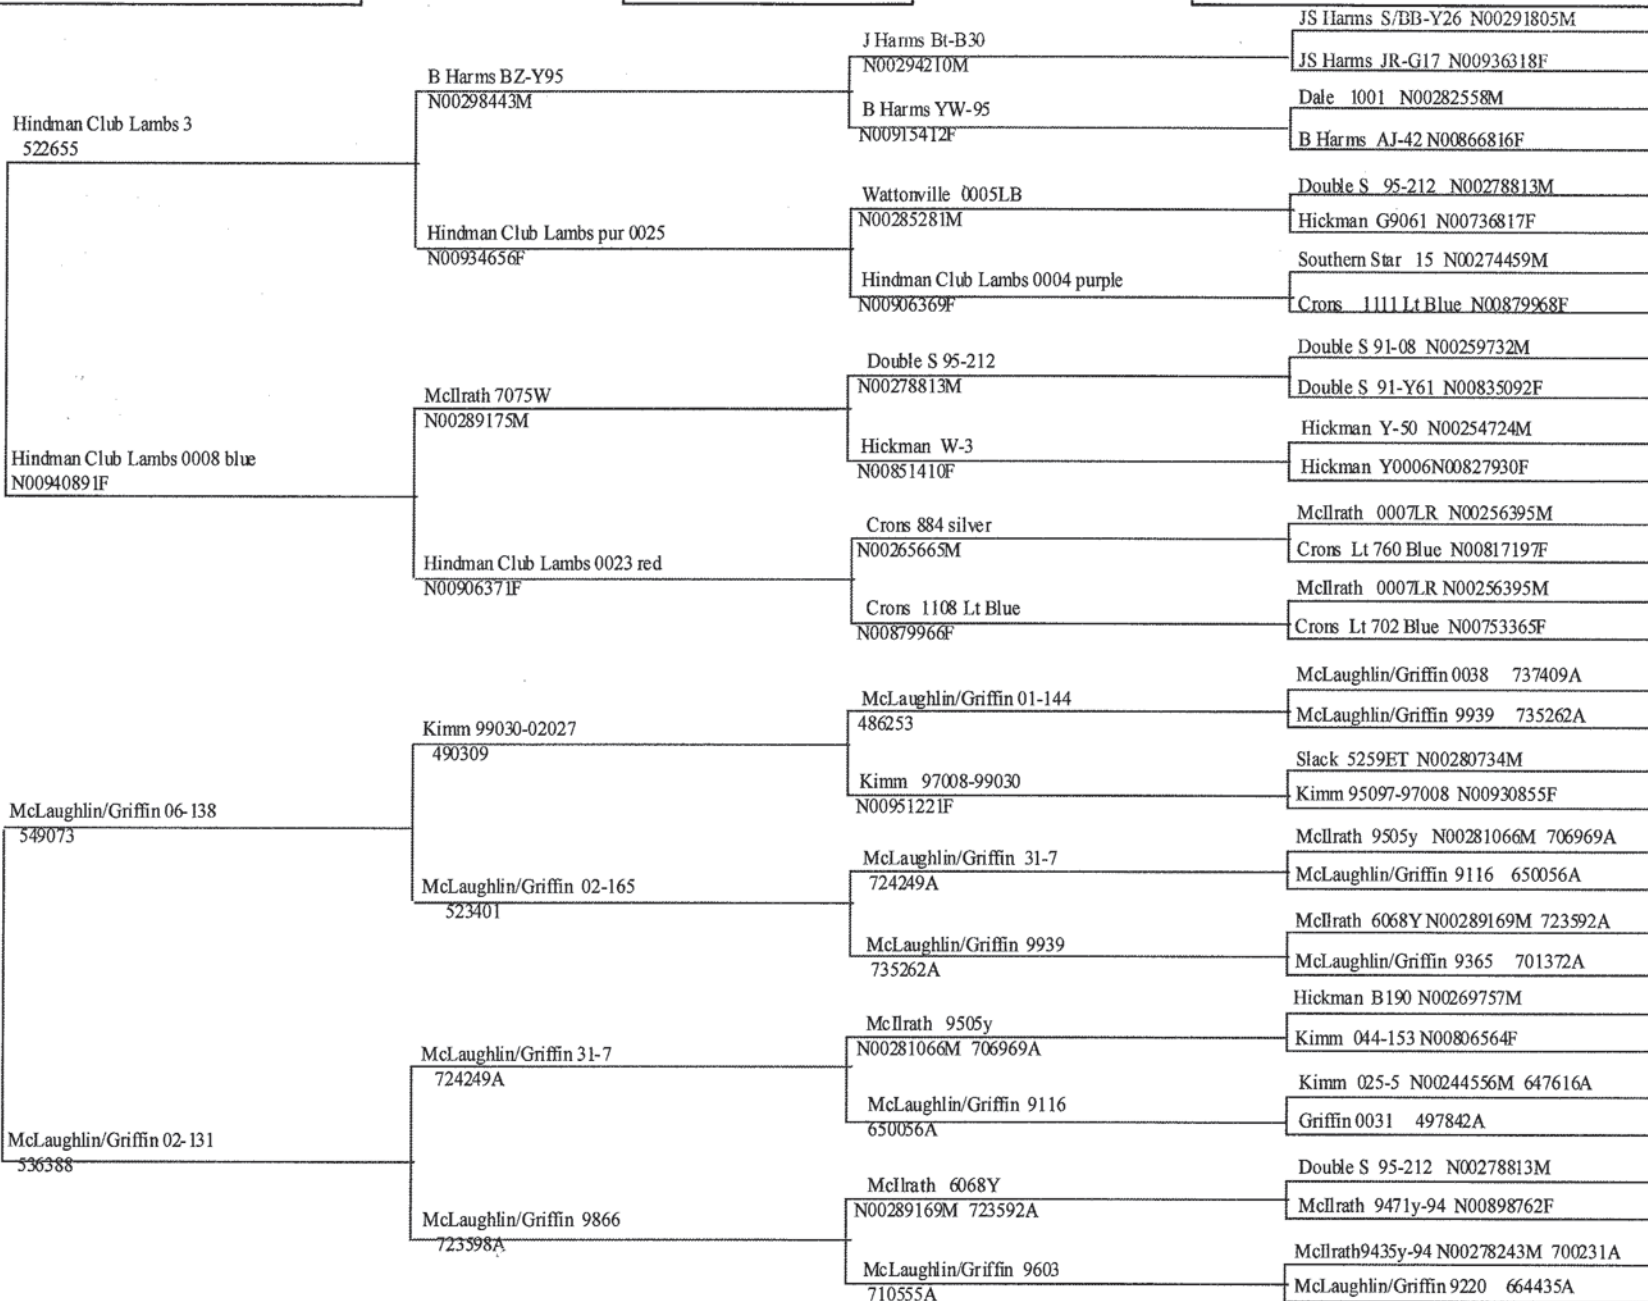 Hindman Club Lambs 3
522655
Hindman Club Lambs 0008 blue
N00940891F
McLaughlin/Griffin 06-138
549073
McLaughlin/Griffin 02-131
536388
B Harms BZ-Y95
N00298443M
Hindman Club Lambs pur 0025
N00934656F
McIlrath 7075W
N00289175M
Hindman Club Lambs 0023 red
N00906371F
Kimm 99030-02027
490309
McLaughlin/Griffin 02-165
523401
McLaughlin/Griffin 31-7
724249A
McLaughlin/Griffin 9866
723598A
J Harms Bt-B30
N00294210M
B Harms YW-95
N00915412F
Wattonville 0005LB
N00285281M
Hindman Club Lambs 0004 purple
N00906369F
Double S 95-212
N00278813M
Hickman W-3
N00851410F
Crons 884 silver
N00265665M
Crons 1108 Lt Blue
N00879966F
McLaughlin/Griffin 01-144
486253
Kimm 97008-99030
N00951221F
McLaughlin/Griffin 31-7
724249A
McLaughlin/Griffin 9939
735262A
McIlrath 9505y
N00281066M 706969A
McLaughlin/Griffin 9116
650056A
McIlrath 6068Y
N00289169M 723592A
McLaughlin/Griffin 9603
710555A
JS Harms S/BB-Y26 N00291805M
JS Harms JR-G17 N00936318F
Dale 1001 N00282558M
B Harms AJ-42 N00866816F
Double S 95-212 N00278813M
Hickman G9061 N00736817F
Southern Star 15 N00274459M
Crons 1111 Lt Blue N00879968F
Double S 91-08 N00259732M
Double S 91-Y61 N00835092F
Hickman Y-50 N00254724M
Hickman Y0006N00827930F
McIlrath 0007LR N00256395M
Crons Lt 760 Blue N00817197F
McIlrath 0007LR N00256395M
Crons Lt 702 Blue N00753365F
McLaughlin/Griffin 0038 737409A
McLaughlin/Griffin 9939 735262A
Slack 5259ET N00280734M
Kimm 95097-97008 N00930855F
McIlrath 9505y N00281066M 706969A
McLaughlin/Griffin 9116 650056A
McIlrath 6068Y N00289169M 723592A
McLaughlin/Griffin 9365 701372A
Hickman B190 N00269757M
Kimm 044-153 N00806564F
Kimm 025-5 N00244556M 647616A
Griffin 0031 497842A
Double S 95-212 N00278813M
McIlrath 9471y-94 N00898762F
McIlrath9435y-94 N00278243M 700231A
McLaughlin/Griffin 9220 664435A